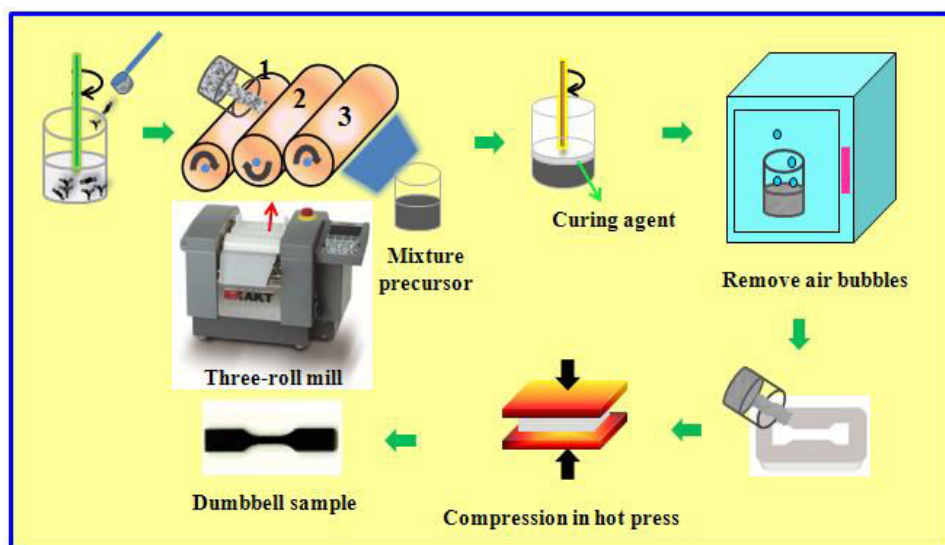 1
2
3
Mixture
precursor
EXAKT
Three-roll mill
Curing agent
Remove air bubbles
Dumbbell sample
Compression in hot press